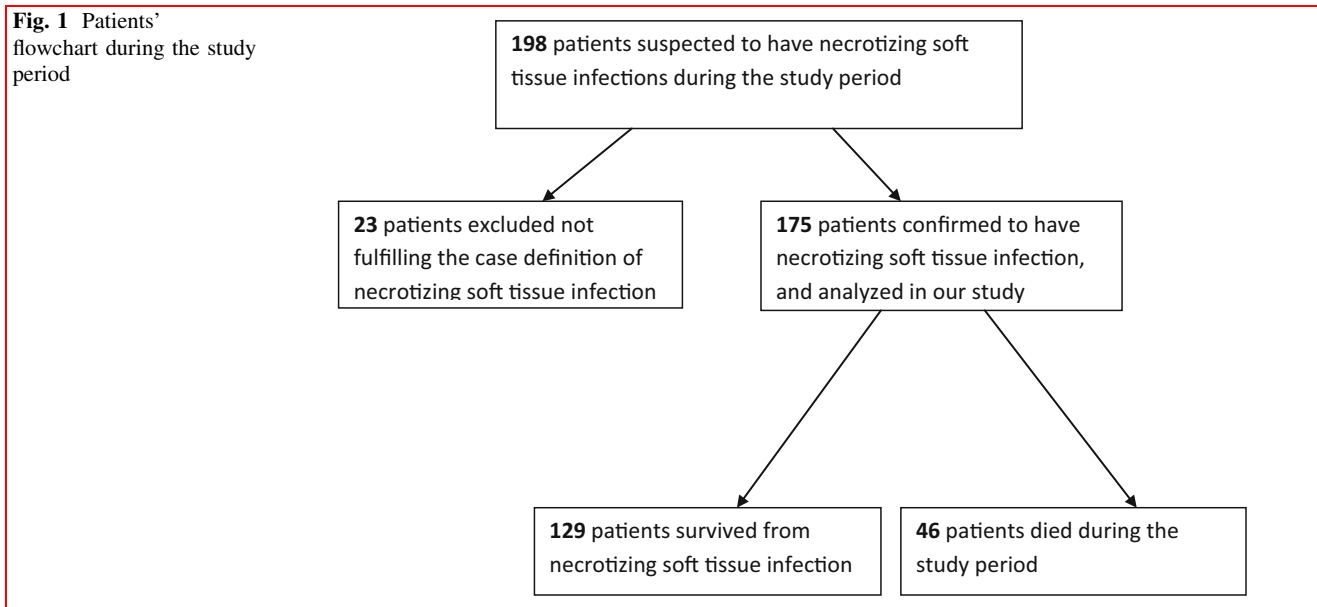 Fig. 1 Patients'
flowchart during the study
period
198 patients suspected to have necrotizing soft
tissue infections during the study period
23 patients excluded not
fulfilling the case definition of
necrotizing soft tissue infection
175 patients confirmed to have
necrotizing soft tissue infection,
and analyzed in our study
129 patients survived from
necrotizing soft tissue infection
46 patients died during the
study period